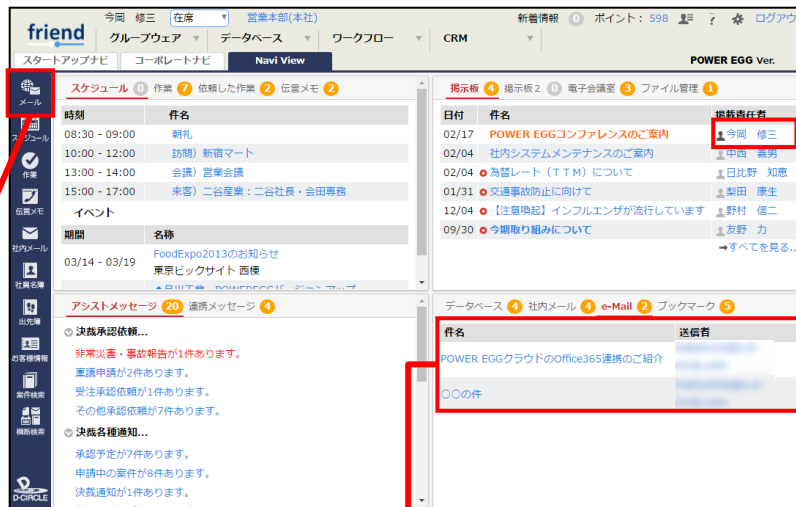 friend
今岡 修三 在席 営業本部(本社) 新着情報 0 ポイント：598 ? ログアウ
グループウェア データベース ワークフロー CRM
スタートアップナビ コーポレートナビ Navi View POWER EGG Ver.
メール
スケジュール
作業
伝言メモ
社内メール
社員名簿
出先簿
お客様情報
案件検索
横断検索
D-CIRCLE
スケジュール 0 作業 7 依頼した作業 2 伝言メモ 2
時刻 件名
08:30 - 09:00 朝礼
10:00 - 12:00 訪問）新宿マート
13:00 - 14:00 会議）営業会議
15:00 - 17:00 来客）二谷産業：二谷社長・会田専務
イベント
期間 名称
03/14 - 03/19 FoodExpo2013のお知らせ
東京ビックサイト 西棟
掲示板 4 掲示板２ 0 電子会議室 3 ファイル管理 1
日付 件名 掲載責任者
02/17 POWER EGGコンファレンスのご案内 今岡 修三
02/04 社内システムメンテナンスのご案内 中西 義男
02/04 為替レート（ＴＴＭ）について 日比野 知恵
01/31 交通事故防止に向けて 梨田 康生
12/04 【注意喚起】インフルエンザが流行しています 野村 信二
09/30 今期取り組みについて 友野 力
➡すべてを見る..
アシストメッセージ 20 連携メッセージ 4
決裁承認依頼...
非常災害・事故報告が1件あります。
稟議申請が2件あります。
受注承認依頼が1件あります。
その他承認依頼が7件あります。
決裁各種通知...
承認予定が7件あります。
申請中の案件が8件あります。
決裁通知が1件あります。
データベース 4 社内メール 4 e-Mail 2 ブックマーク 5
件名 送信者
POWER EGGクラウドのOffice365連携のご紹介
○○の件